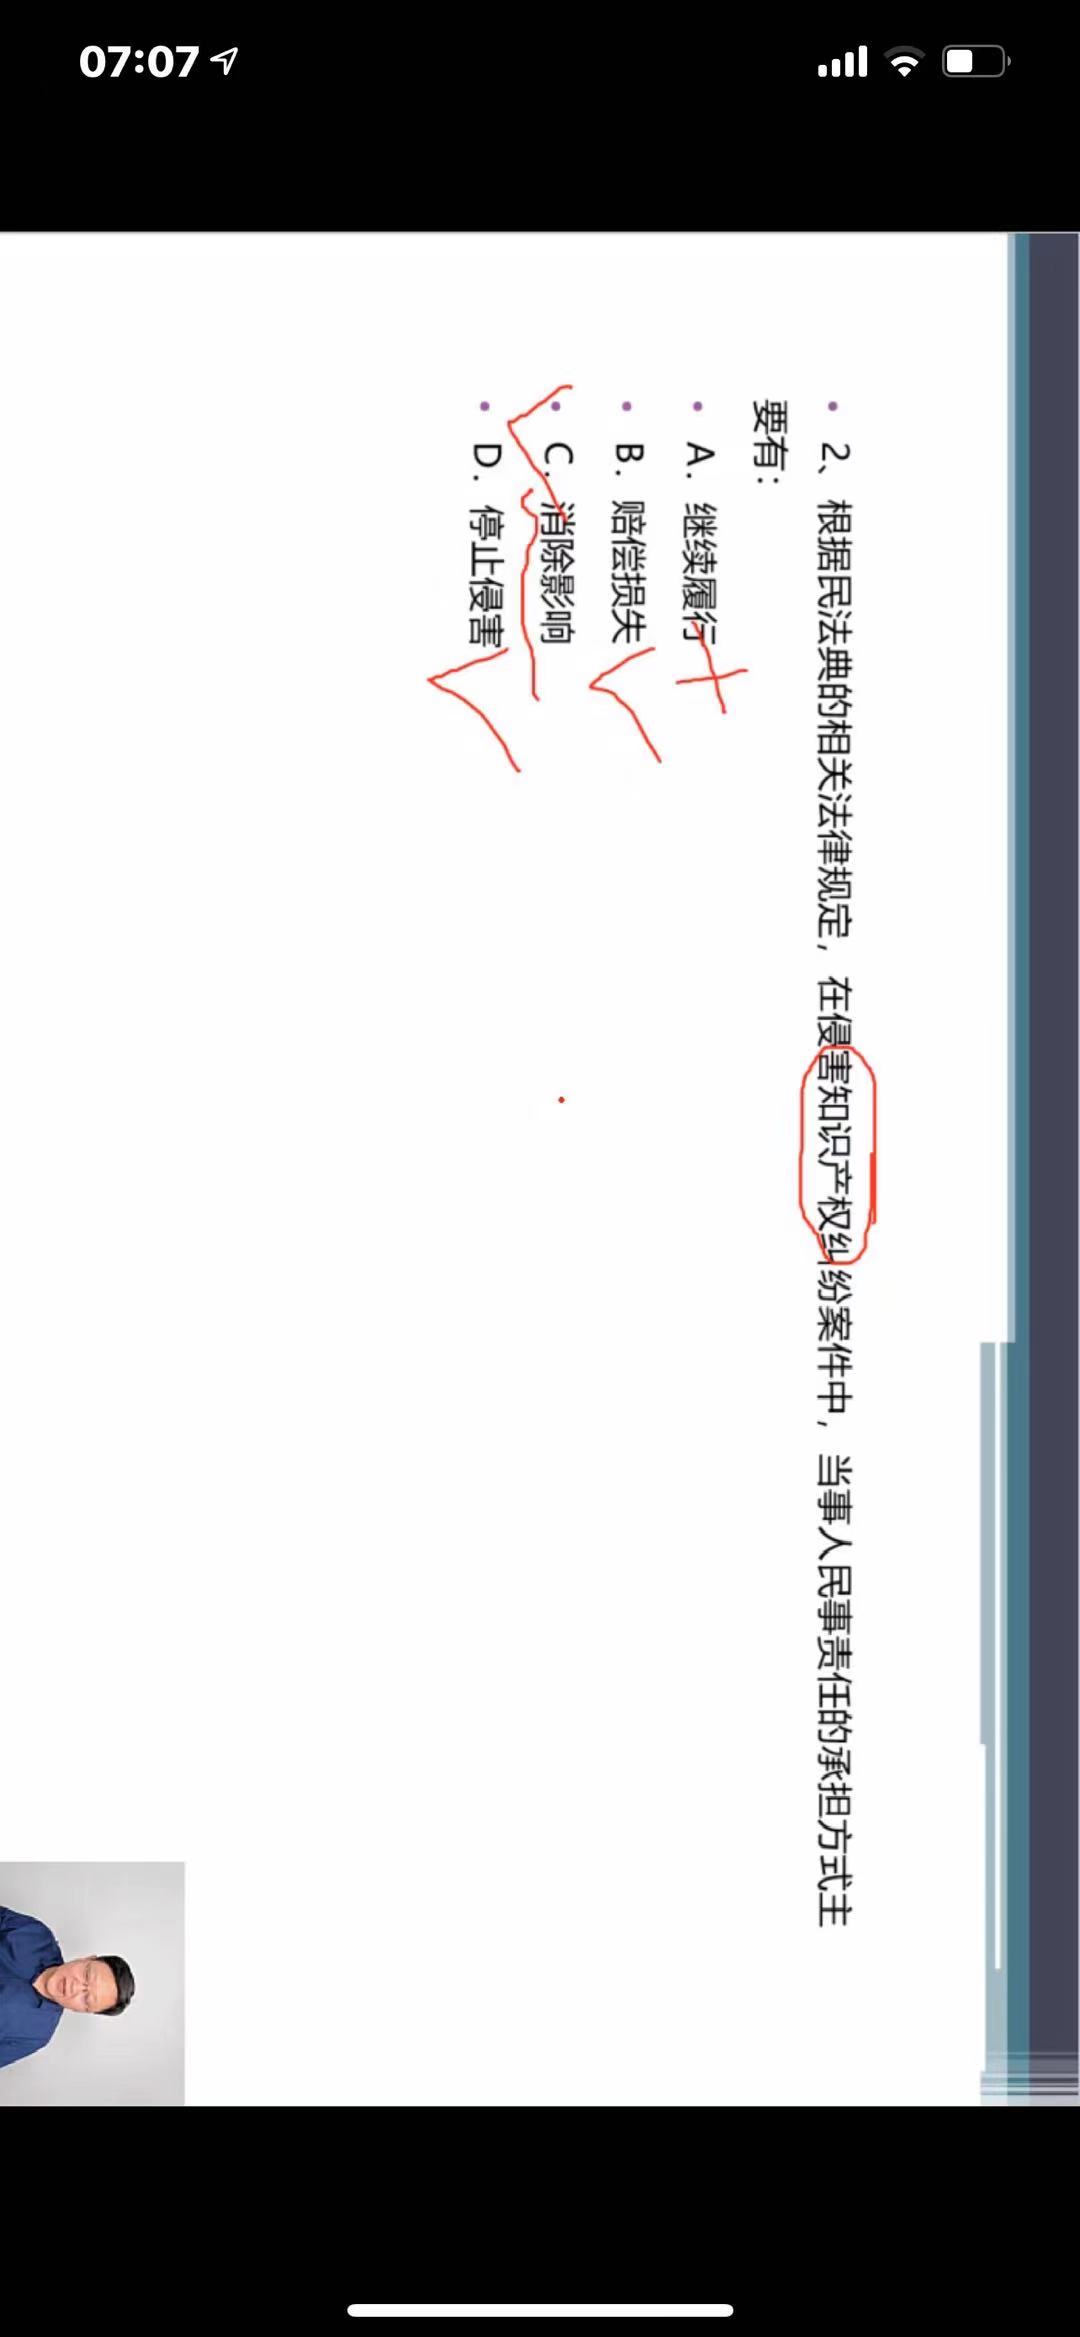 07:07
2、根据民法典的相关法律规定，在侵害知识产权纠纷案件中，当事人民事责任的承担方式主
要有：
A. 继续履行
B. 赔偿损失
C. 消除影响
D. 停止侵害